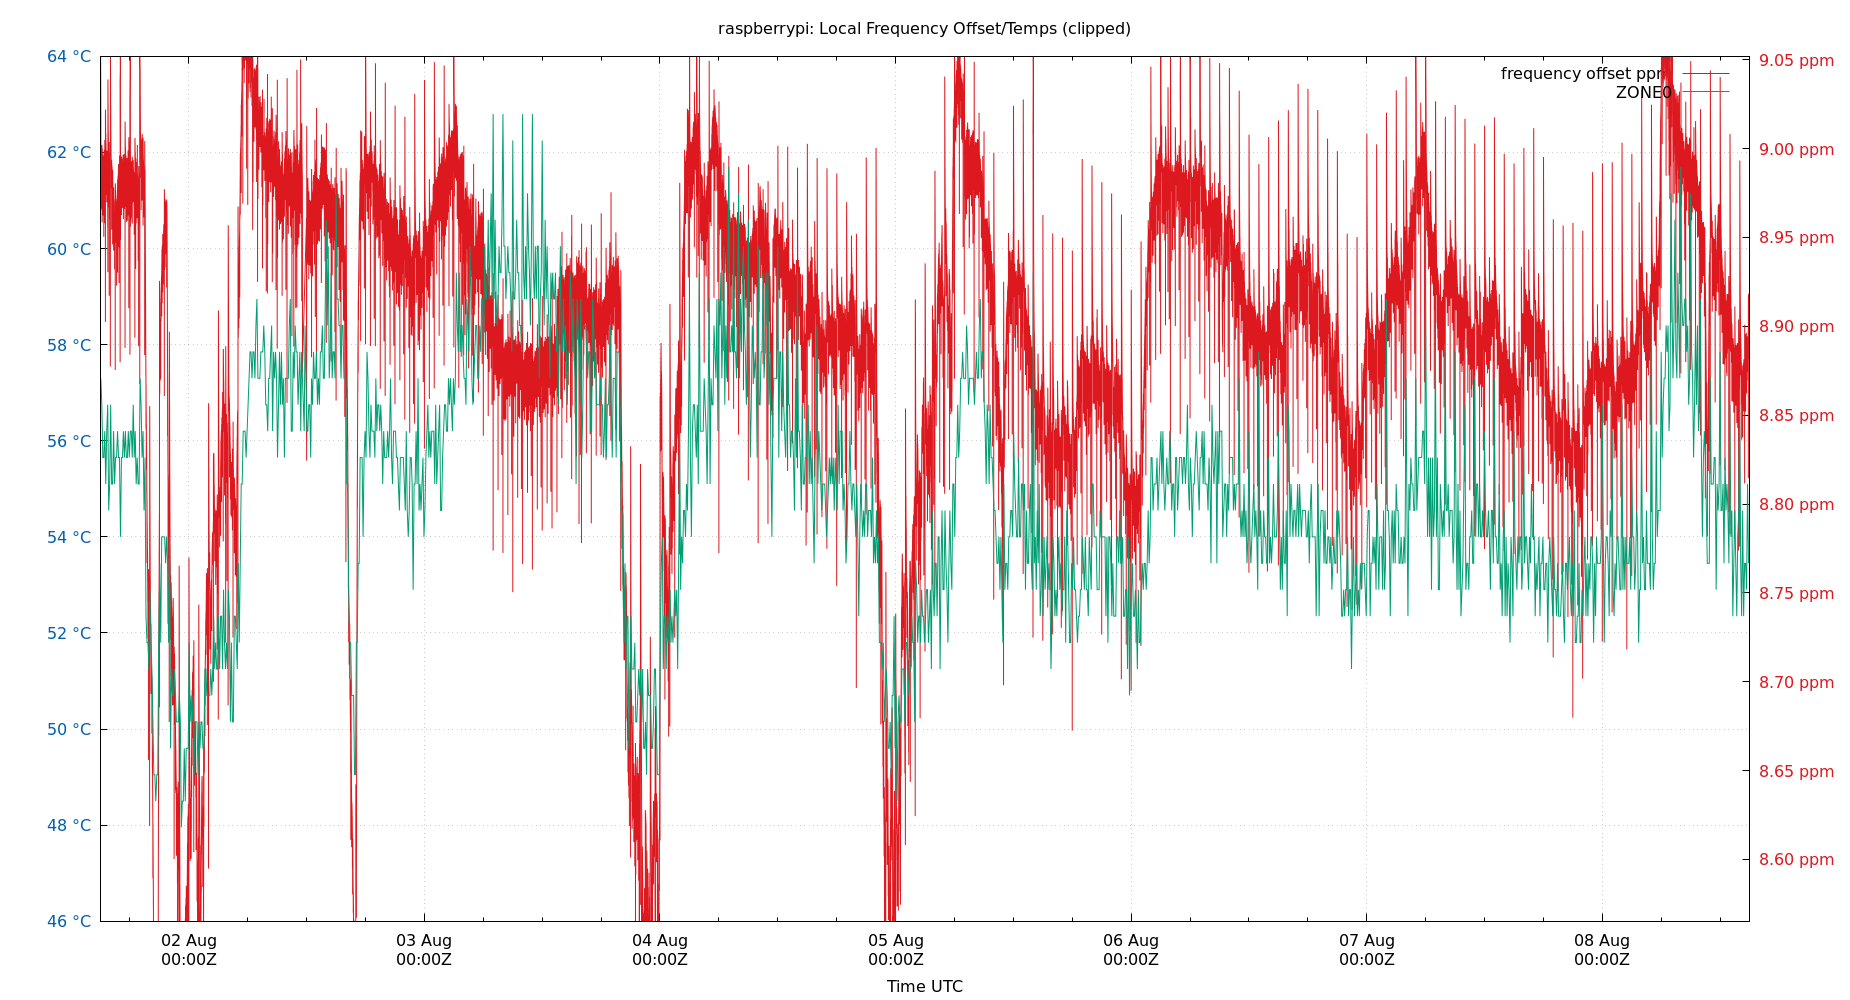 raspberrypi: Local Frequency Offset/Temps (clipped)
64 °C
62 °C
60 °C
58 °C
56 °C
54 °C
52 °C
50 °C
48 °C
46 °C
9.05 ppm
9.00 ppm
8.95 ppm
8.90 ppm
8.85 ppm
8.80 ppm
8.75 ppm
8.70 ppm
8.65 ppm
8.60 ppm
frequency offset ppm
ZONE0
02 Aug
00:00Z
03 Aug
00:00Z
04 Aug
00:00Z
05 Aug
00:00Z
06 Aug
00:00Z
07 Aug
00:00Z
08 Aug
00:00Z
Time UTC